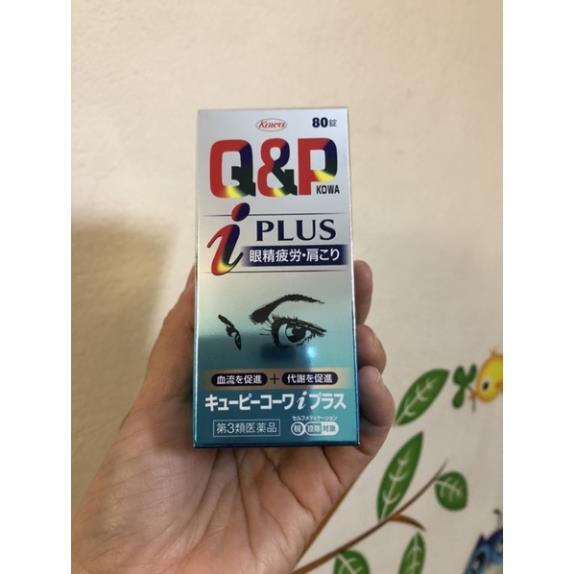 Kowa
80錠
Q&P
KOWA
i PLUS
眼精疲労・肩こり
血流を促進 + 代謝を促進
キューピーコーワiプラス
第3類医薬品
セルフメディケーション
税 控除 対象